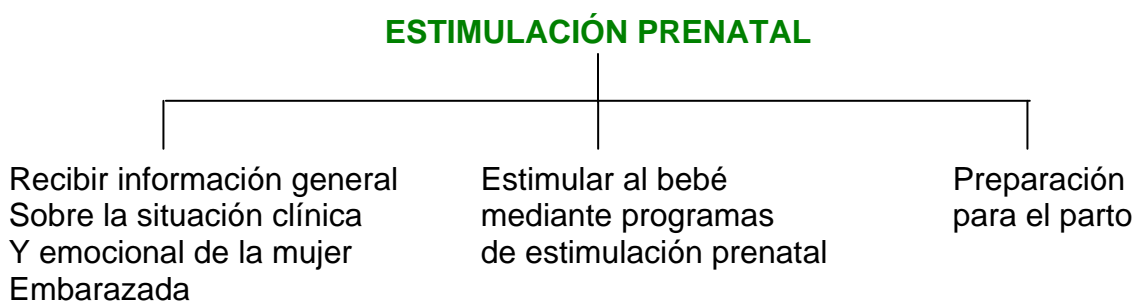 ESTIMULACIÓN PRENATAL
Recibir información general
Sobre la situación clínica
Y emocional de la mujer
Embarazada
Estimular al bebé
mediante programas
de estimulación prenatal
Preparación
para el parto